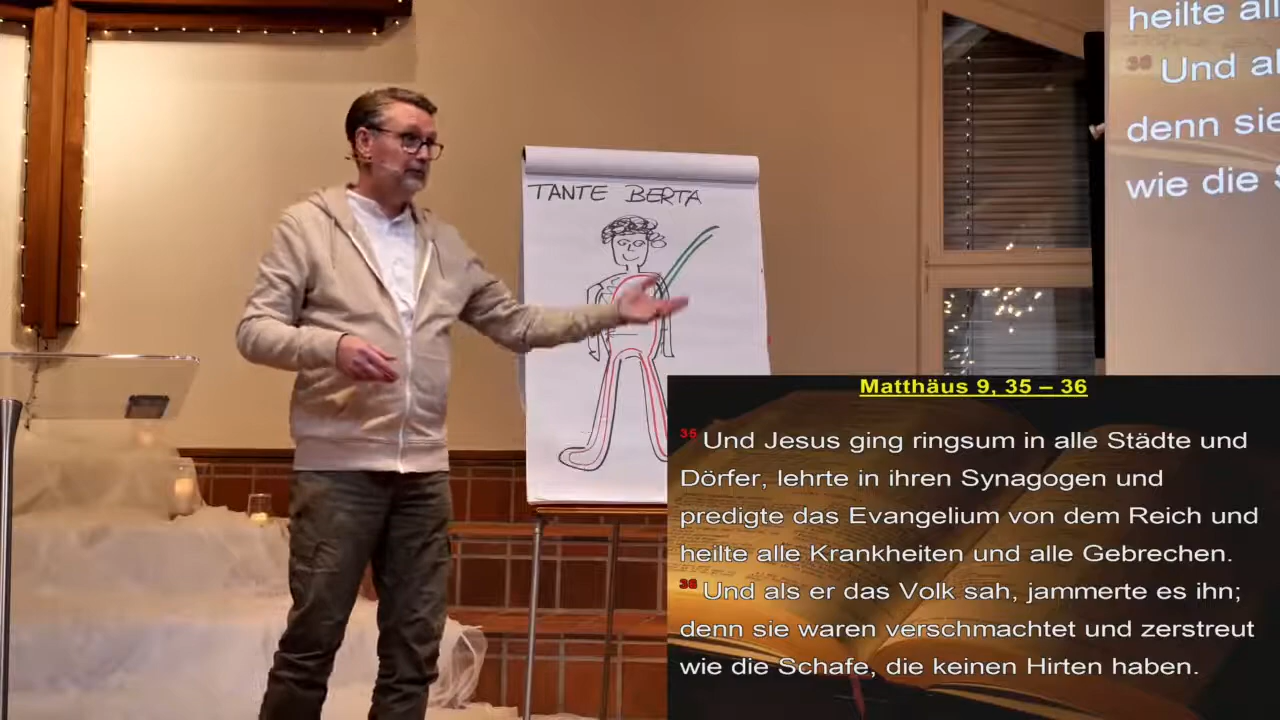 TANTE BERTA
heilte all
36 Und al
denn sie
wie die S
Matthäus 9, 35 – 36
35 Und Jesus ging ringsum in alle Städte und
Dörfer, lehrte in ihren Synagogen und
predigte das Evangelium von dem Reich und
heilte alle Krankheiten und alle Gebrechen.
36 Und als er das Volk sah, jammerte es ihn;
denn sie waren verschmachtet und zerstreut
wie die Schafe, die keinen Hirten haben.